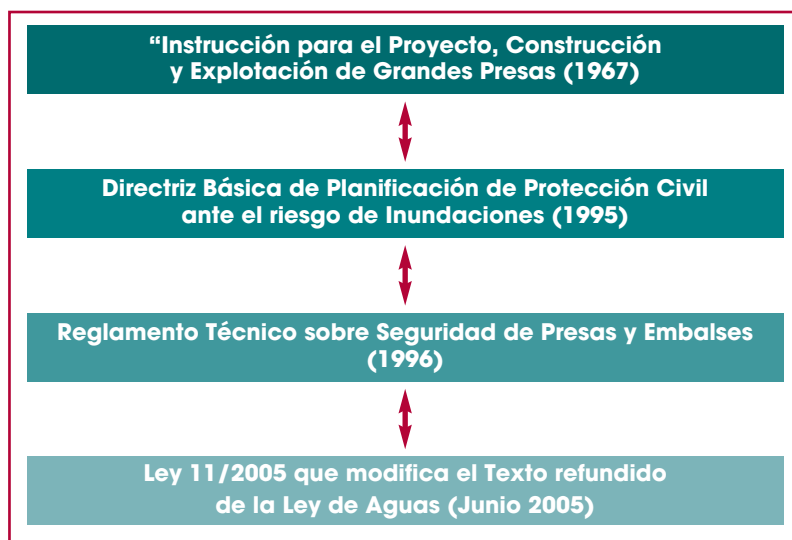 “Instrucción para el Proyecto, Construcción
y Explotación de Grandes Presas (1967)
Directriz Básica de Planificación de Protección Civil
ante el riesgo de Inundaciones (1995)
Reglamento Técnico sobre Seguridad de Presas y Embalses
(1996)
Ley 11/2005 que modifica el Texto refundido
de la Ley de Aguas (Junio 2005)